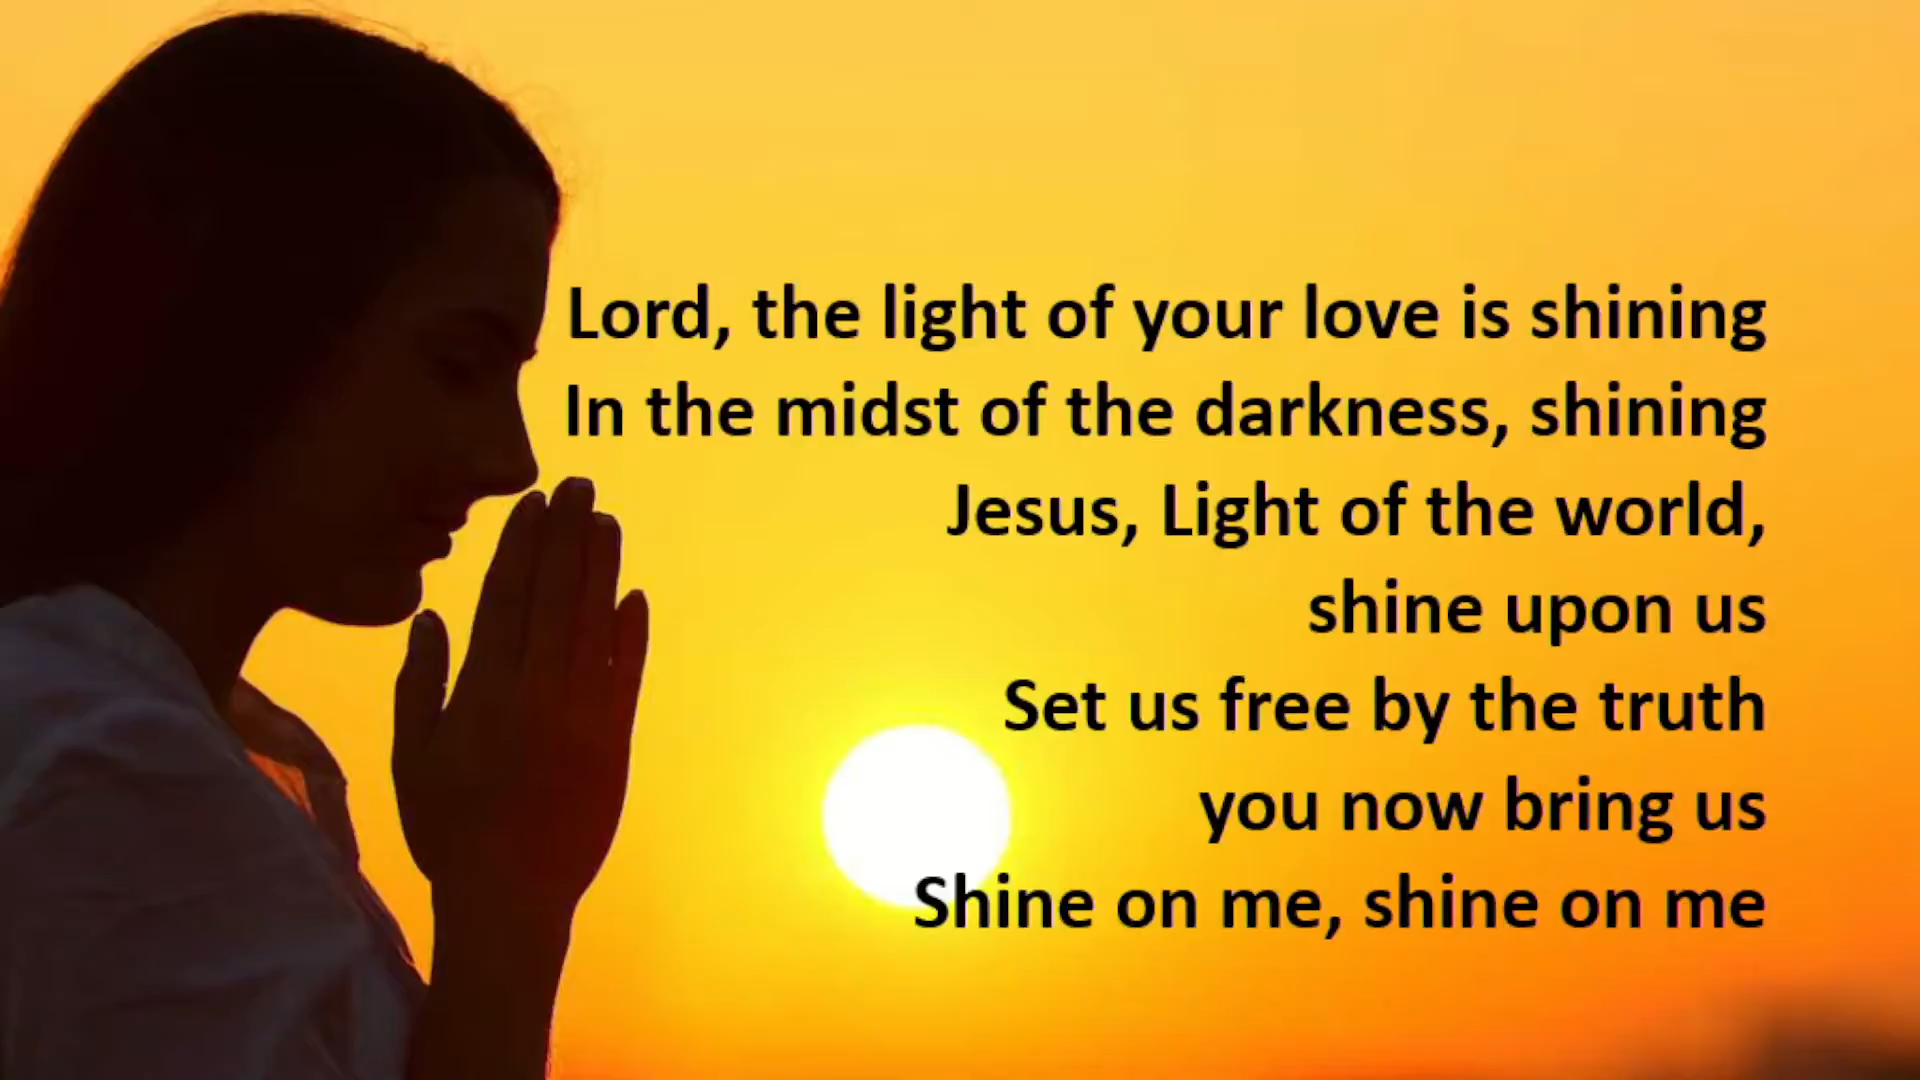 Lord, the light of your love is shining
In the midst of the darkness, shining
Jesus, Light of the world,
shine upon us
Set us free by the truth
you now bring us
Shine on me, shine on me